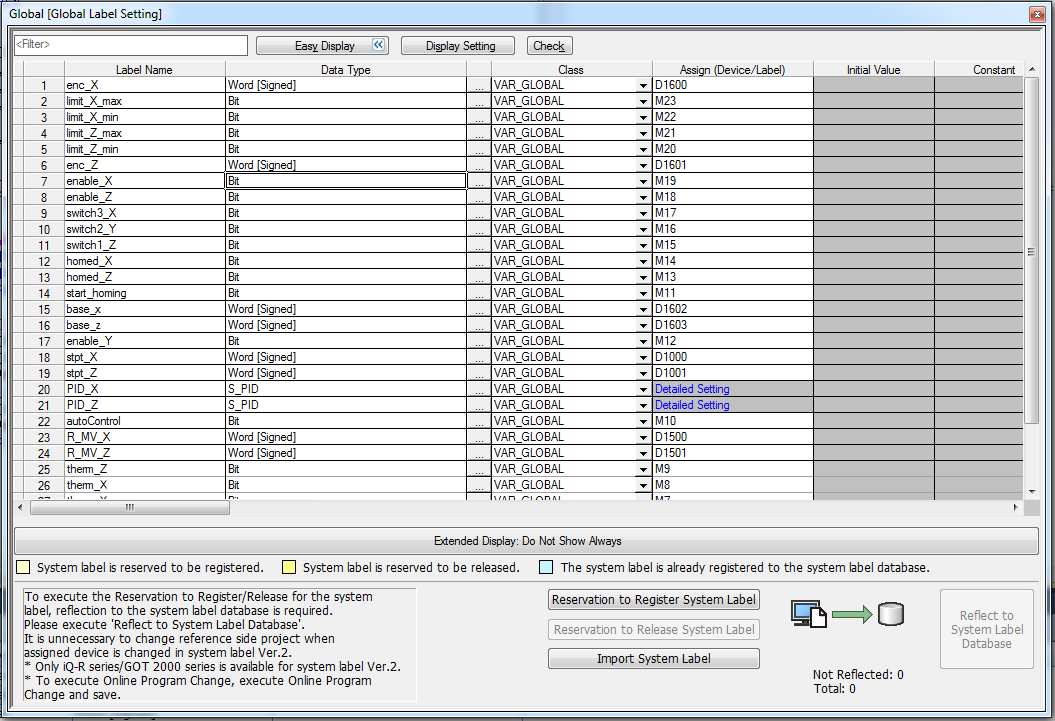 Global [Global Label Setting]
<Filter>
Easy Display
Display Setting
Check
Label Name Data Type Class Assign (Device/Label) Initial Value Constant
1 enc_X Word [Signed] ... VAR_GLOBAL D1600
2 limit_X_max Bit ... VAR_GLOBAL M23
3 limit_X_min Bit ... VAR_GLOBAL M22
4 limit_Z_max Bit ... VAR_GLOBAL M21
5 limit_Z_min Bit ... VAR_GLOBAL M20
6 enc_Z Word [Signed] ... VAR_GLOBAL D1601
7 enable_X Bit ... VAR_GLOBAL M19
8 enable_Z Bit ... VAR_GLOBAL M18
9 switch3_X Bit ... VAR_GLOBAL M17
10 switch2_Y Bit ... VAR_GLOBAL M16
11 switch1_Z Bit ... VAR_GLOBAL M15
12 homed_X Bit ... VAR_GLOBAL M14
13 homed_Z Bit ... VAR_GLOBAL M13
14 start_homing Bit ... VAR_GLOBAL M11
15 base_x Word [Signed] ... VAR_GLOBAL D1602
16 base_z Word [Signed] ... VAR_GLOBAL D1603
17 enable_Y Bit ... VAR_GLOBAL M12
18 stpt_X Word [Signed] ... VAR_GLOBAL D1000
19 stpt_Z Word [Signed] ... VAR_GLOBAL D1001
20 PID_X S_PID ... VAR_GLOBAL Detailed Setting
21 PID_Z S_PID ... VAR_GLOBAL Detailed Setting
22 autoControl Bit ... VAR_GLOBAL M10
23 R_MV_X Word [Signed] ... VAR_GLOBAL D1500
24 R_MV_Z Word [Signed] ... VAR_GLOBAL D1501
25 therm_Z Bit ... VAR_GLOBAL M9
26 therm_X Bit ... VAR_GLOBAL M8
Extended Display: Do Not Show Always
System label is reserved to be registered. System label is reserved to be released. The system label is already registered to the system label database.
To execute the Reservation to Register/Release for the system
label, reflection to the system label database is required.
Please execute 'Reflect to System Label Database'.
It is unnecessary to change reference side project when
assigned device is changed in system label Ver.2.
* Only iQ-R series/GOT 2000 series is available for system label Ver.2.
* To execute Online Program Change, execute Online Program
Change and save.
Reservation to Register System Label
Reservation to Release System Label
Import System Label
Not Reflected: 0
Total: 0
Reflect to
System Label
Database